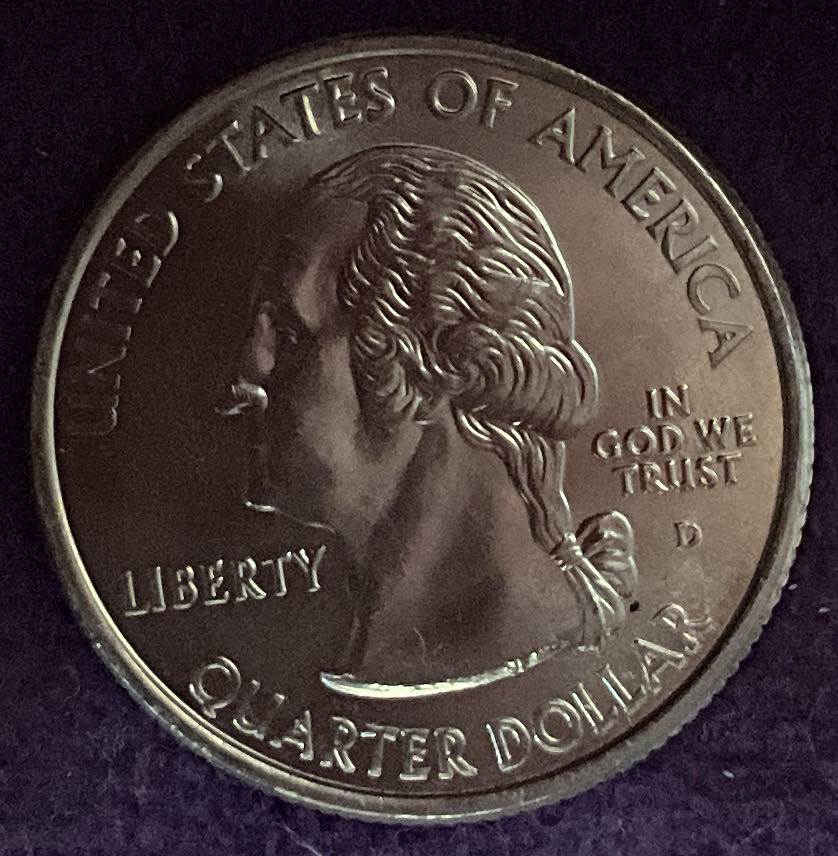 UNITED STATES OF AMERICA
IN
GOD WE
TRUST
D
LIBERTY
QUARTER DOLLAR